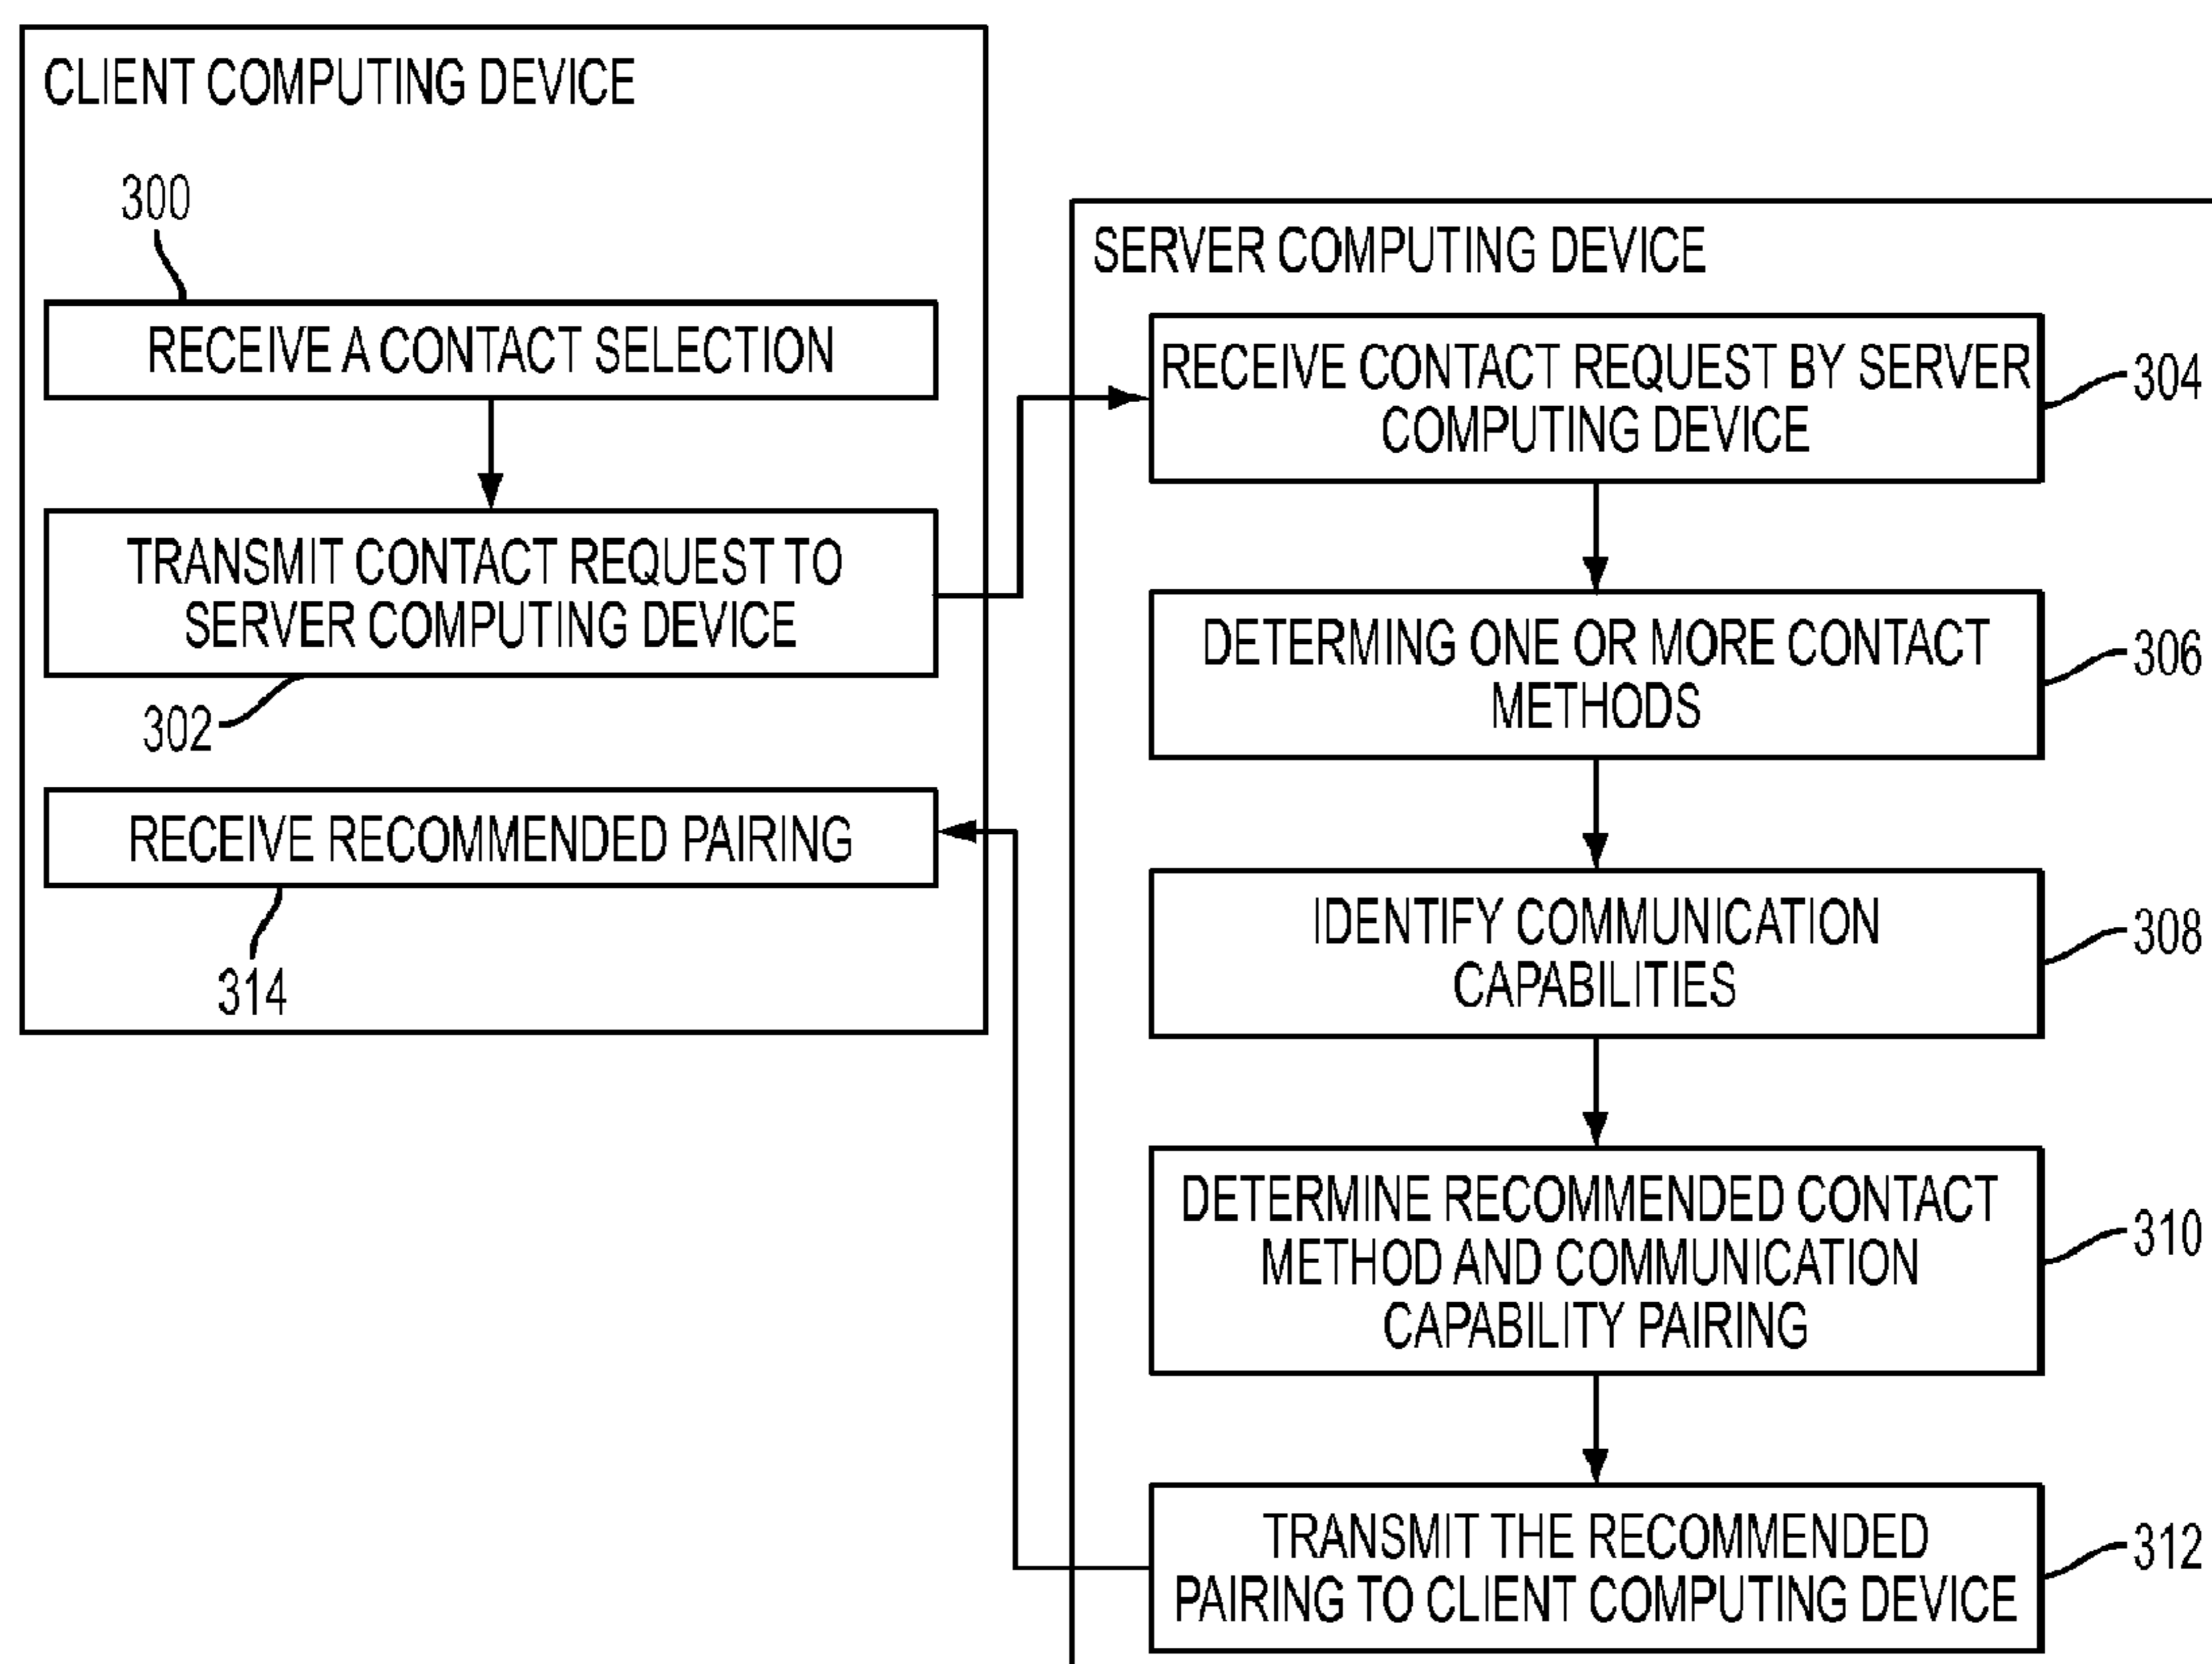 CLIENT COMPUTING DEVICE
300
RECEIVE A CONTACT SELECTION
TRANSMIT CONTACT REQUEST TO
SERVER COMPUTING DEVICE
302
RECEIVE RECOMMENDED PAIRING
314
SERVER COMPUTING DEVICE
RECEIVE CONTACT REQUEST BY SERVER
COMPUTING DEVICE
304
DETERMING ONE OR MORE CONTACT
METHODS
306
IDENTIFY COMMUNICATION
CAPABILITIES
308
DETERMINE RECOMMENDED CONTACT
METHOD AND COMMUNICATION
CAPABILITY PAIRING
310
TRANSMIT THE RECOMMENDED
PAIRING TO CLIENT COMPUTING DEVICE
312